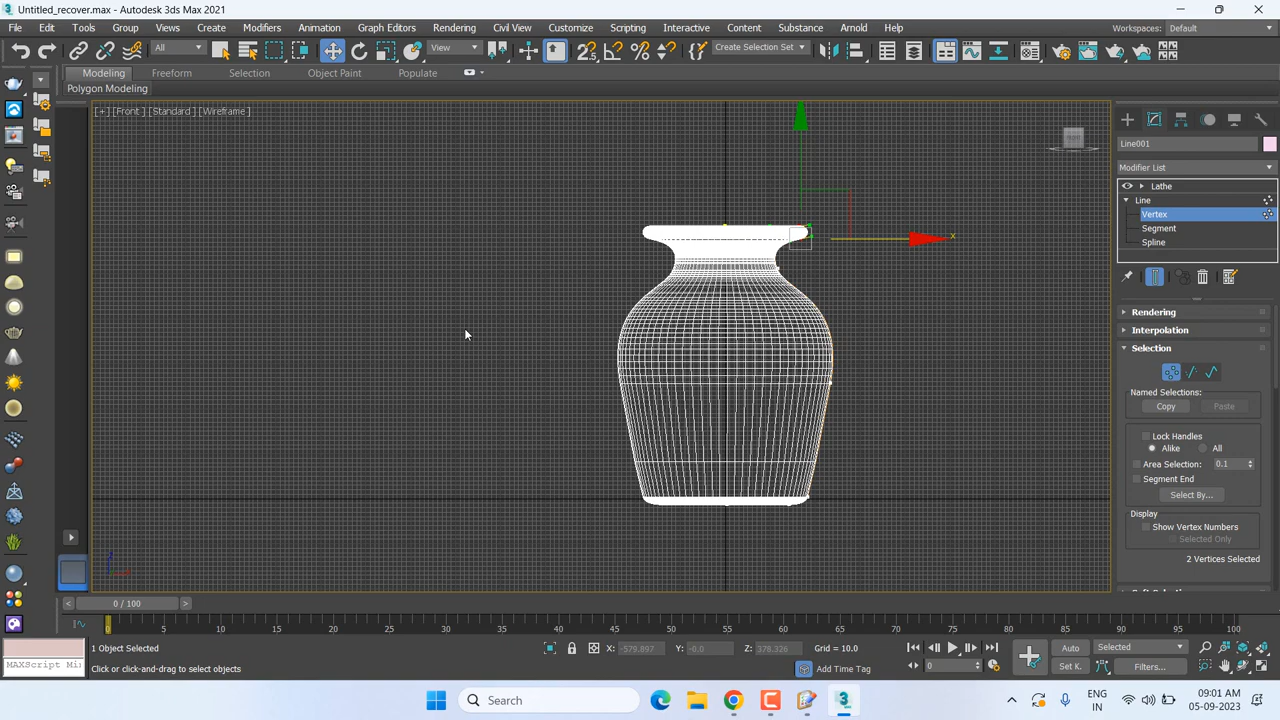 Untitled_recover.max - Autodesk 3ds Max 2021
File Edit Tools Group Views Create Modifiers Animation Graph Editors Rendering Civil View Customize Scripting Interactive Content Substance Arnold Help
Workspaces: Default
All
View
Create Selection Set
Modeling Freeform Selection Object Paint Populate
Polygon Modeling
[+] [Front ] [Standard ] [Wireframe ]
x
Line001
Modifier List
Lathe
Line
Vertex
Segment
Spline
Rendering
Interpolation
Selection
Named Selections:
Copy Paste
Lock Handles
Alike All
Area Selection: 0.1
Segment End
Select By...
Display
Show Vertex Numbers
Selected Only
2 Vertices Selected
< 0 / 100 >
0 5 10 15 20 25 30 35 40 45 50 55 60 65 70 75 80 85 90 95 100
1 Object Selected
X: -579.897 Y: -0.0 Z: 378.326 Grid = 10.0
Auto Selected
MAXScript Mi
Click or click-and-drag to select objects
Add Time Tag
0
Set K. Filters...
Search
ENG
IN
09:01 AM
05-09-2023